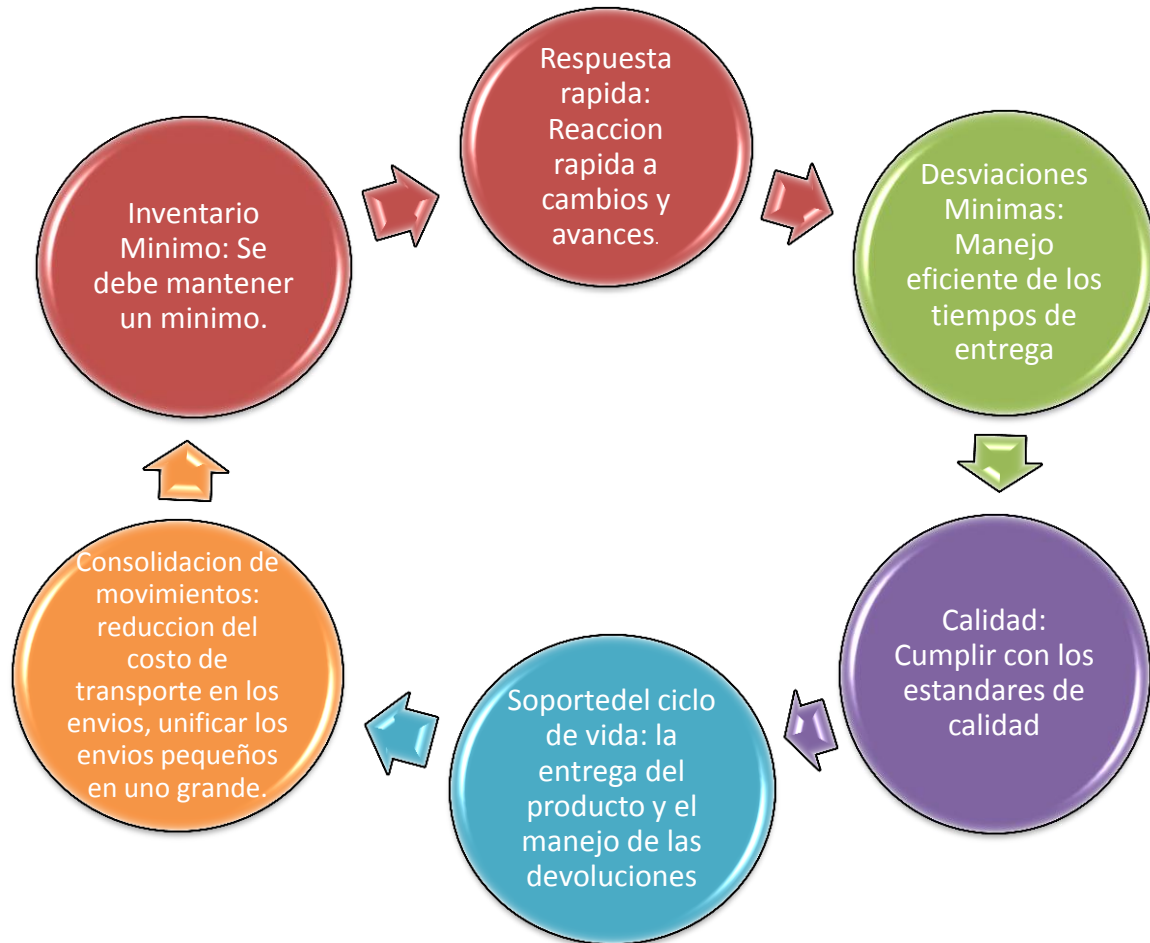 Respuesta
rapida:
Reaccion
rapida a
cambios y
avances.
Desviaciones
Minimas:
Manejo
eficiente de los
tiempos de
entrega
Calidad:
Cumplir con los
estandares de
calidad
Soportedel ciclo
de vida: la
entrega del
producto y el
manejo de las
devoluciones
Consolidacion de
movimientos:
reduccion del
costo de
transporte en los
envios, unificar los
envios pequeños
en uno grande.
Inventario
Minimo: Se
debe mantener
un minimo.